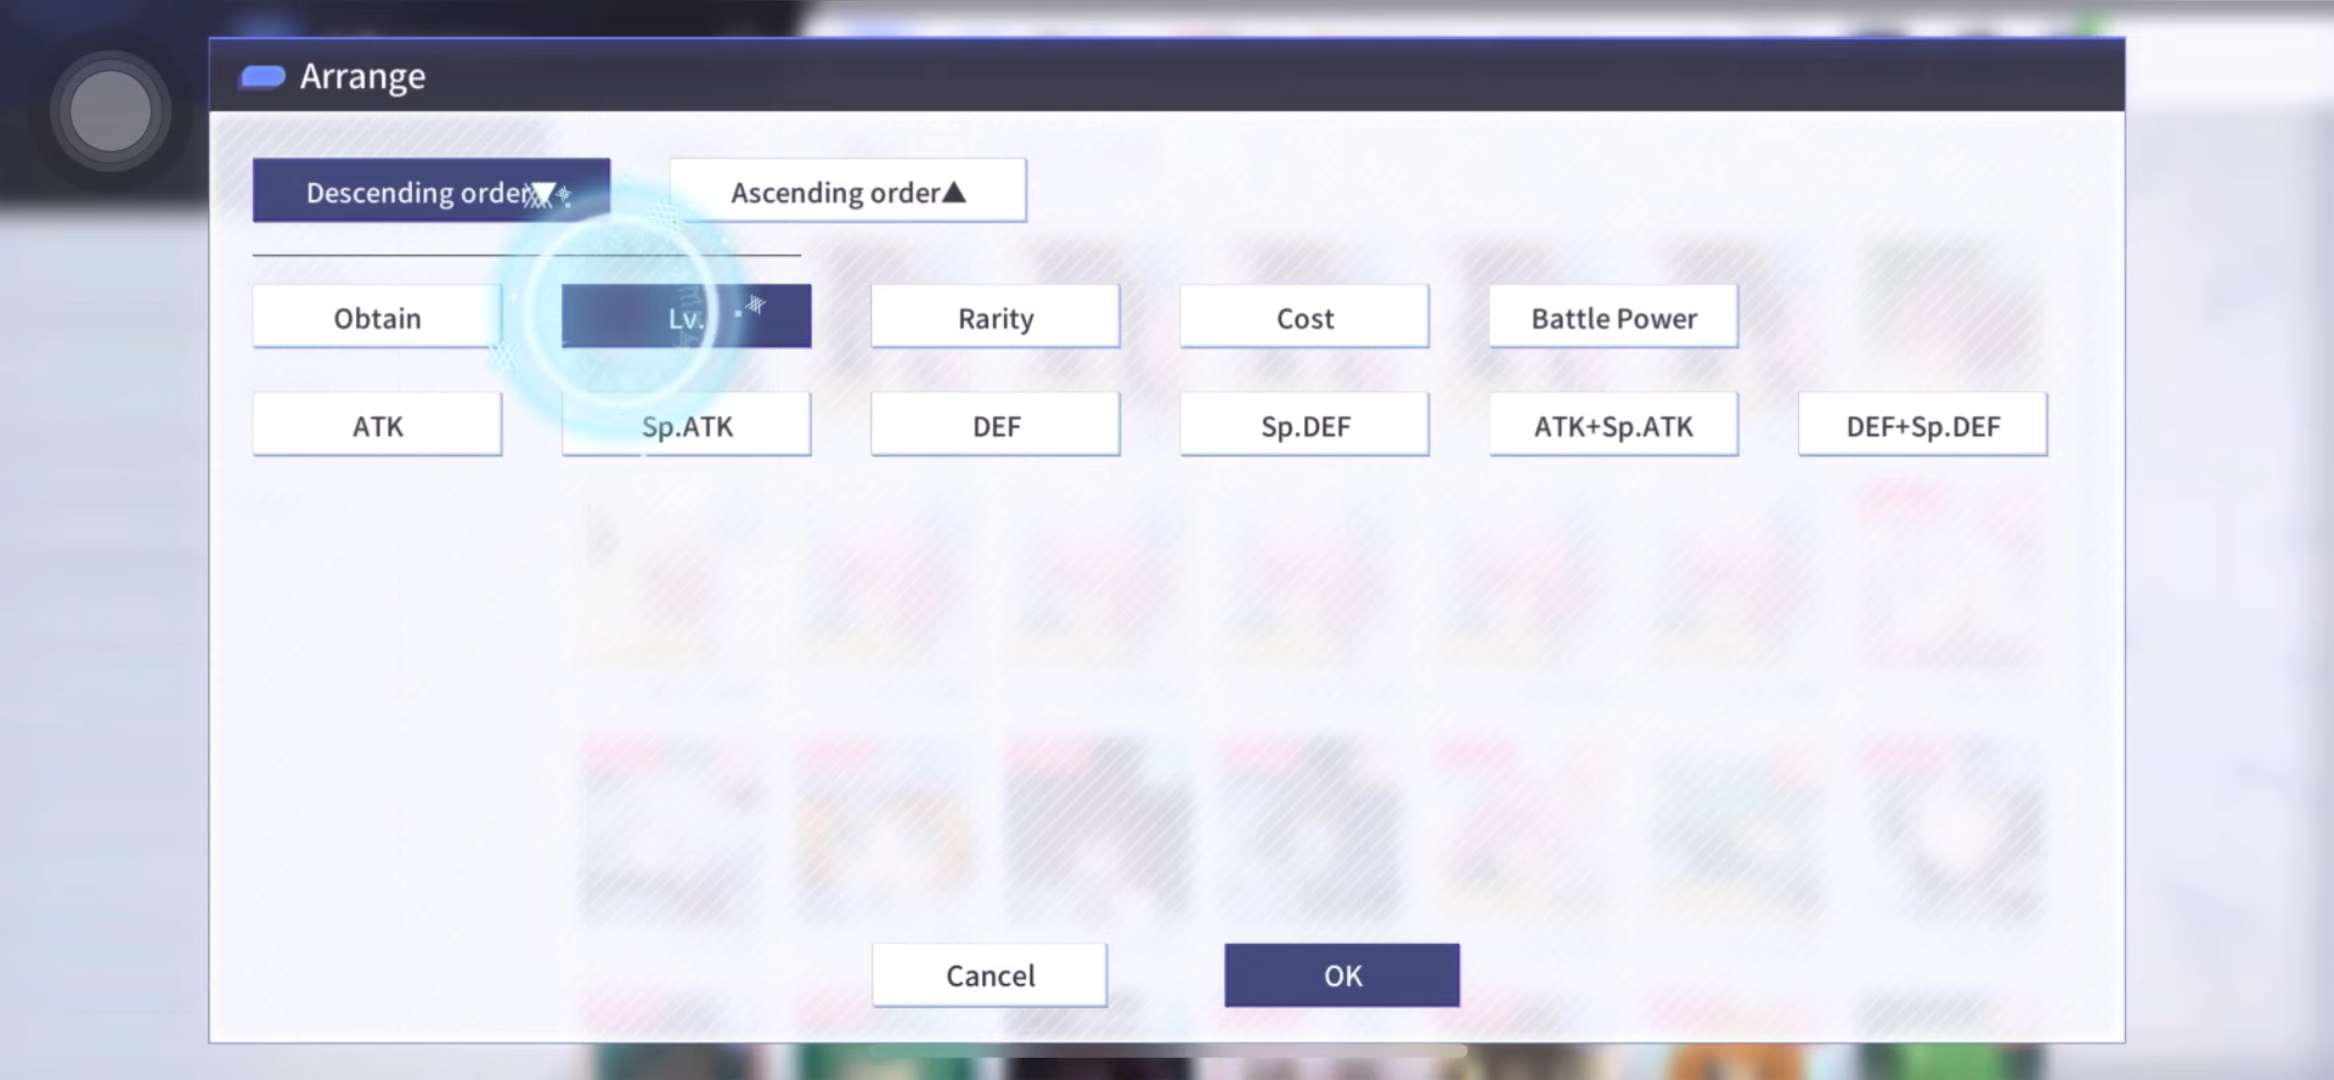 Arrange
Descending order▼ Ascending order▲
Obtain Lv. Rarity Cost Battle Power
ATK Sp.ATK DEF Sp.DEF ATK+Sp.ATK DEF+Sp.DEF
Cancel OK